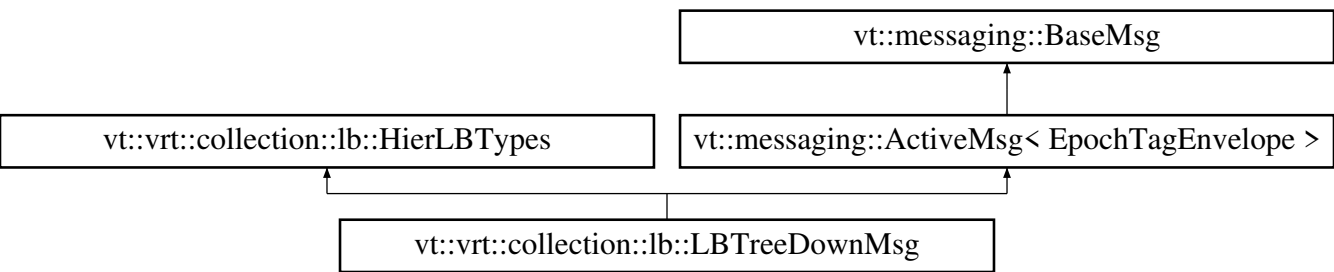 vt::messaging::BaseMsg
vt::vrt::collection::lb::HierLBTypes
vt::messaging::ActiveMsg< EpochTagEnvelope >
vt::vrt::collection::lb::LBTreeDownMsg